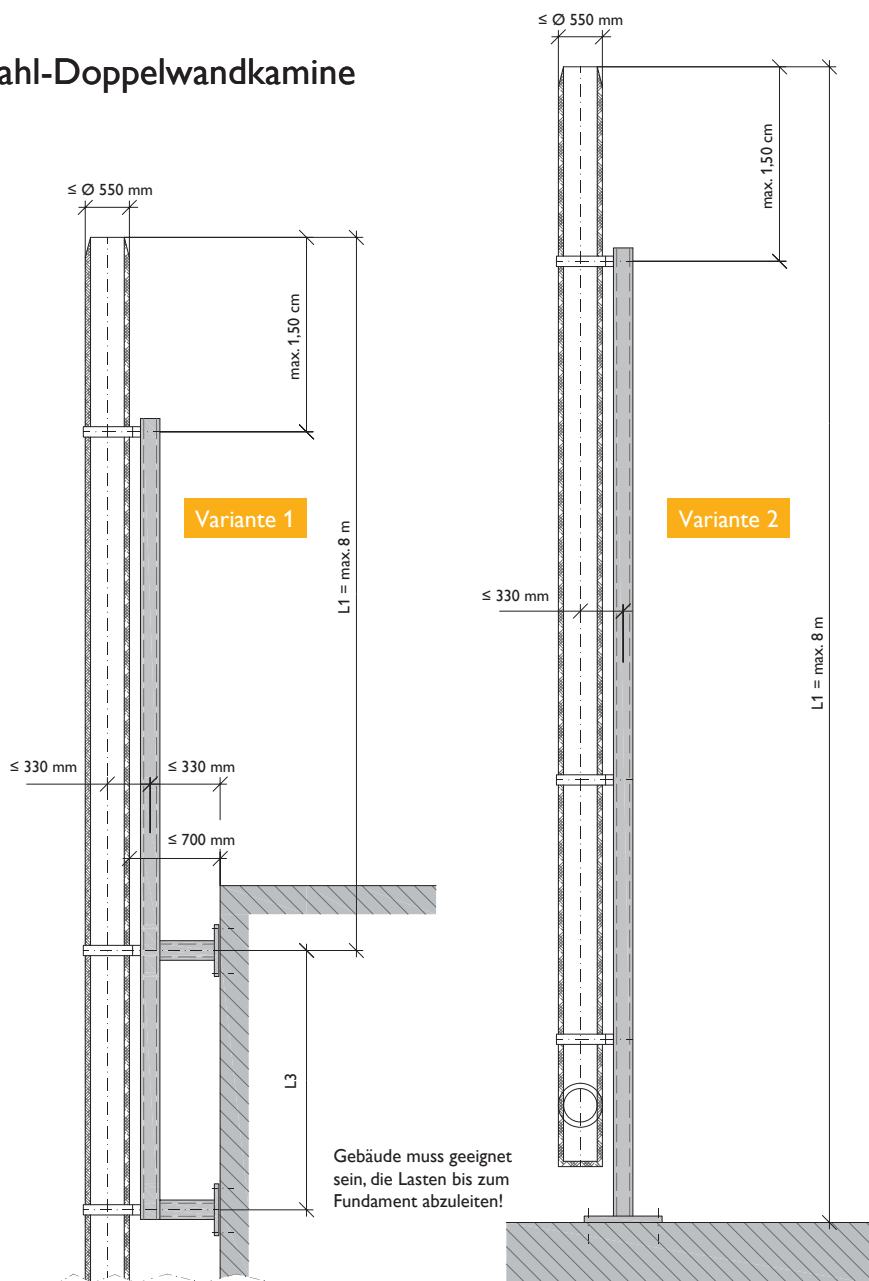 ahl-Doppelwandkamine
≤ Ø 550 mm
max. 1,50 cm
L1 = max. 8 m
Variante 1
≤ 330 mm
≤ 330 mm
≤ 700 mm
L3
Gebäude muss geeignet
sein, die Lasten bis zum
Fundament abzuleiten!
≤ Ø 550 mm
max. 1,50 cm
Variante 2
≤ 330 mm
L1 = max. 8 m